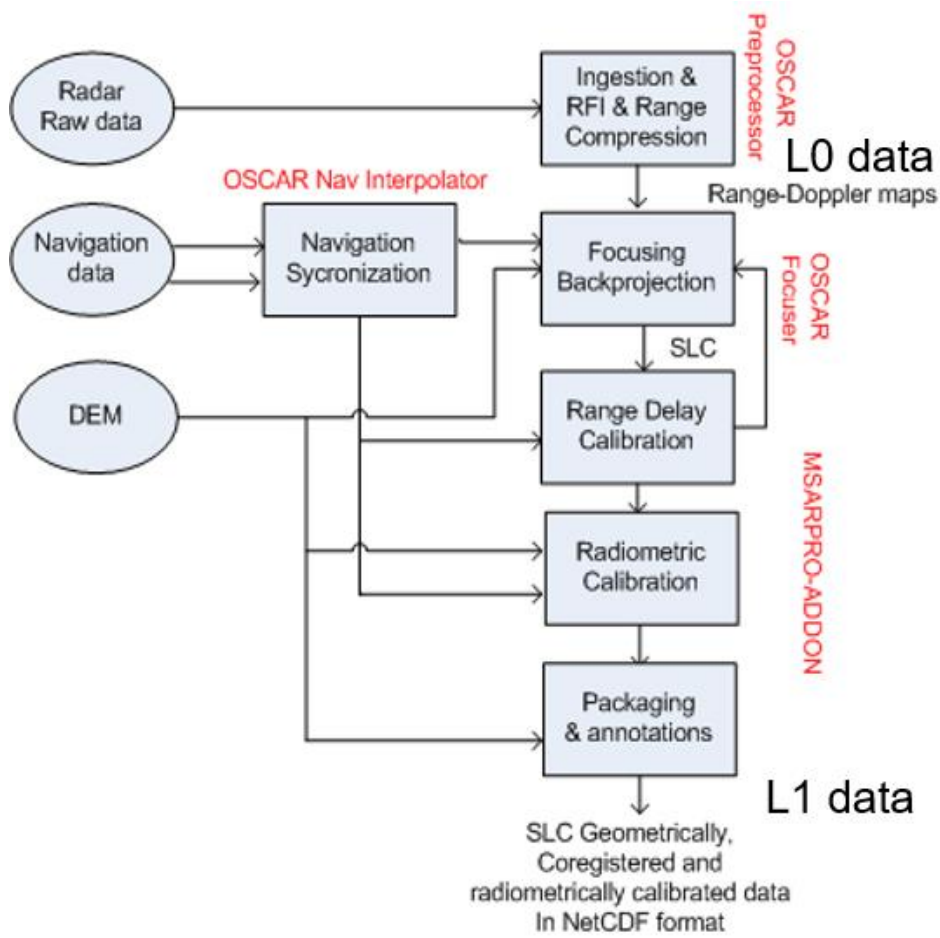 Radar
Raw data
Ingestion &
RFI & Range
Compression
OSCAR
Preprocessor
L0 data
Range-Doppler maps
OSCAR Nav Interpolator
Navigation
data
Navigation
Sycronization
Focusing
Backprojection
OSCAR
Focuser
SLC
DEM
Range Delay
Calibration
MSARPRO-ADDON
Radiometric
Calibration
Packaging
& annotations
L1 data
SLC Geometrically,
Coregistered and
radiometrically calibrated data
In NetCDF format